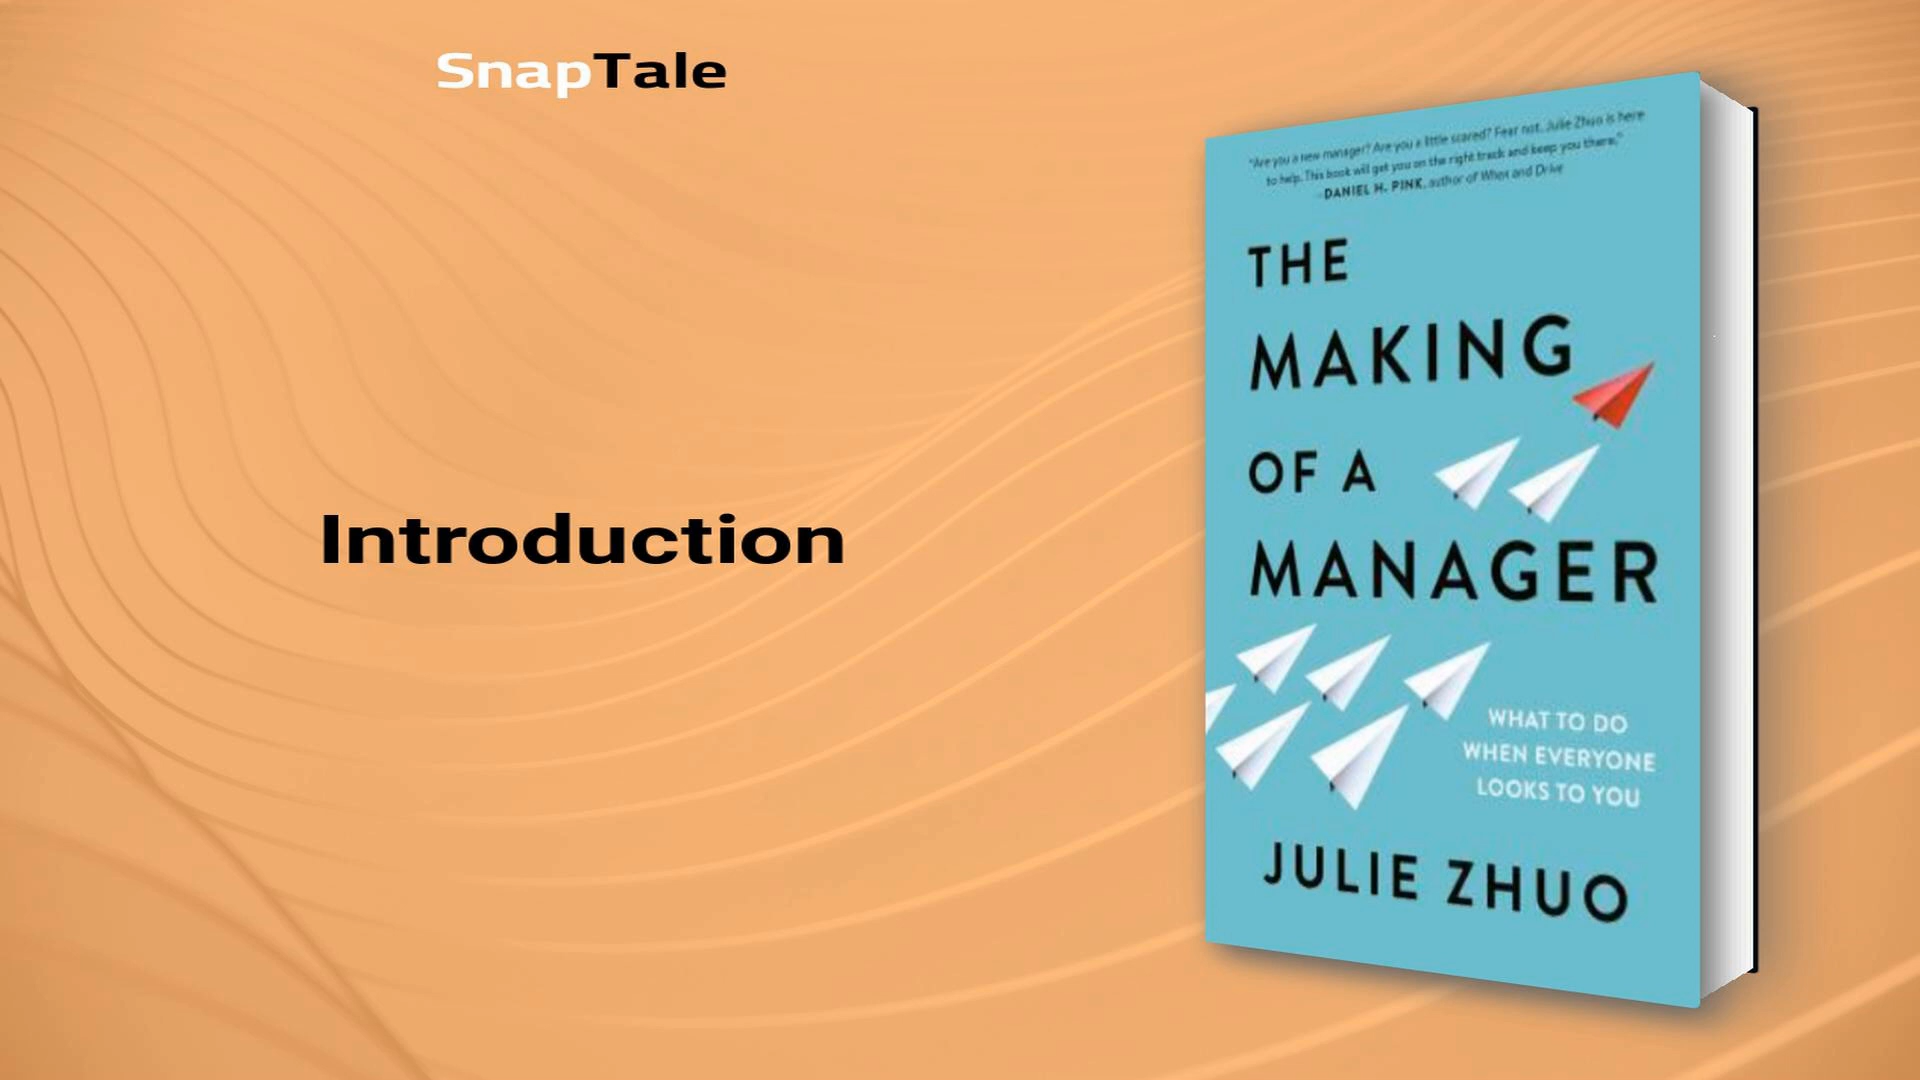 SnapTale
Introduction
"Are you a new manager? Are you a little scared? Fear not, Julie Zhuo is here
to help. This book will get you on the right track and keep you there."
-DANIEL H. PINK, author of When and Drive
THE
MAKING
OF A
MANAGER
WHAT TO DO
WHEN EVERYONE
LOOKS TO YOU
JULIE ZHUO